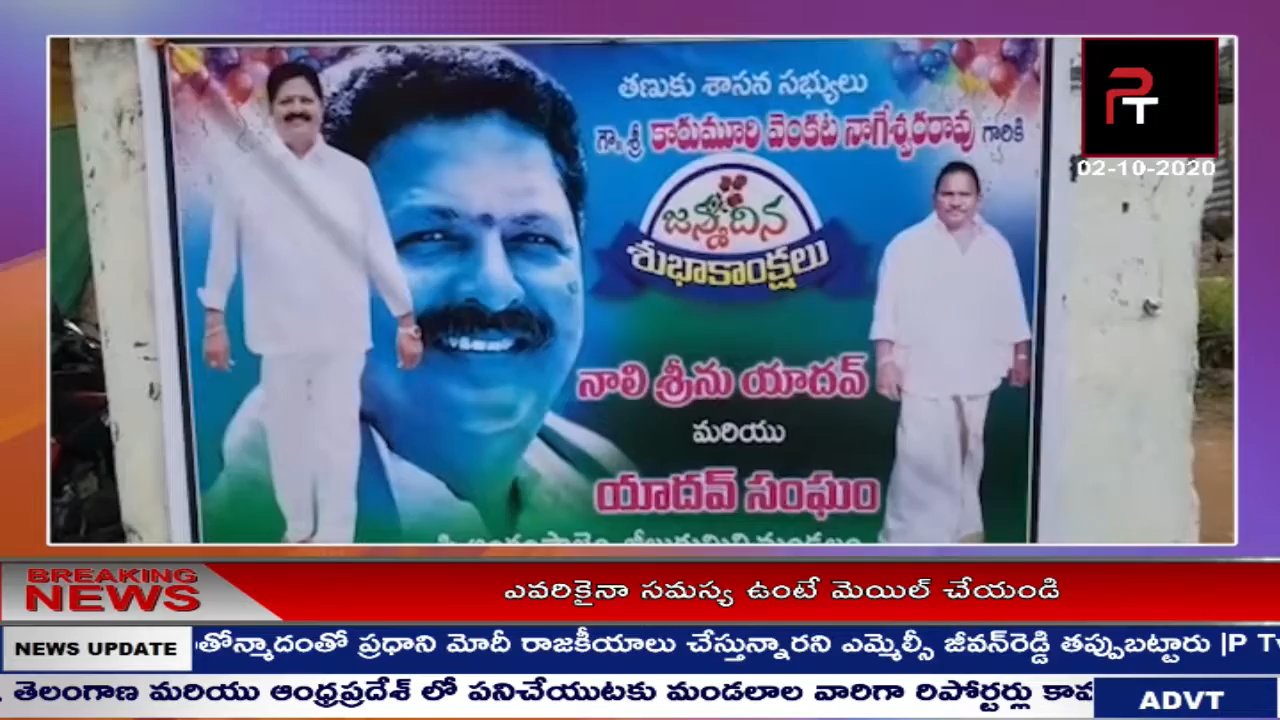 తణుకు శాసన సభ్యులు
గౌ. శ్రీ కారుమూరి వెంకట నాగేశ్వరరావు గారికి
జన్మదిన
శుభాకాంక్షలు
నాలి శ్రీను యాదవ్
మరియు
యాదవ్ సంఘం
PT
02-10-2020
BREAKING
NEWS
ఎవరికైనా సమస్య ఉంటే మెయిల్ చేయండి
NEWS UPDATE
తోన్మాదంతో ప్రధాని మోదీ రాజకీయాలు చేస్తున్నారని ఎమ్మెల్సీ జీవన్‌రెడ్డి తప్పుబట్టారు |P TV
. తెలంగాణ మరియు ఆంధ్రప్రదేశ్ లో పనిచేయుటకు మండలాల వారిగా రిపోర్టర్లు కావ
ADVT